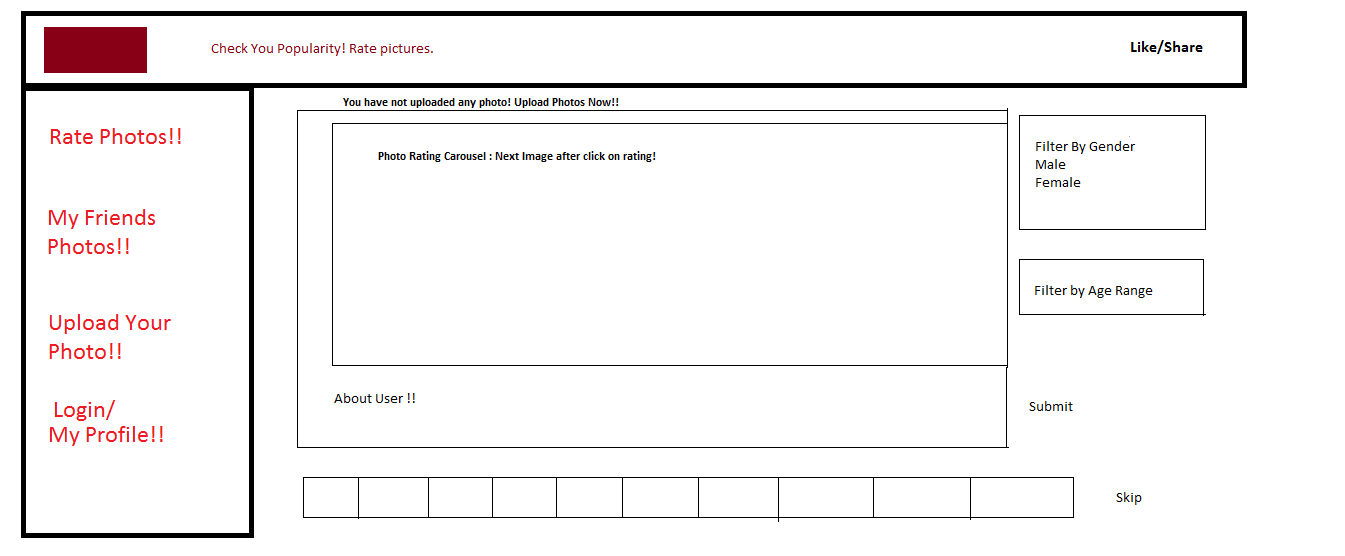 Check You Popularity! Rate pictures.
Like/Share
Rate Photos!!
My Friends
Photos!!
Upload Your
Photo!!
Login/
My Profile!!
You have not uploaded any photo! Upload Photos Now!!
Photo Rating Carousel : Next Image after click on rating!
About User !!
Filter By Gender
Male
Female
Filter by Age Range
Submit
Skip